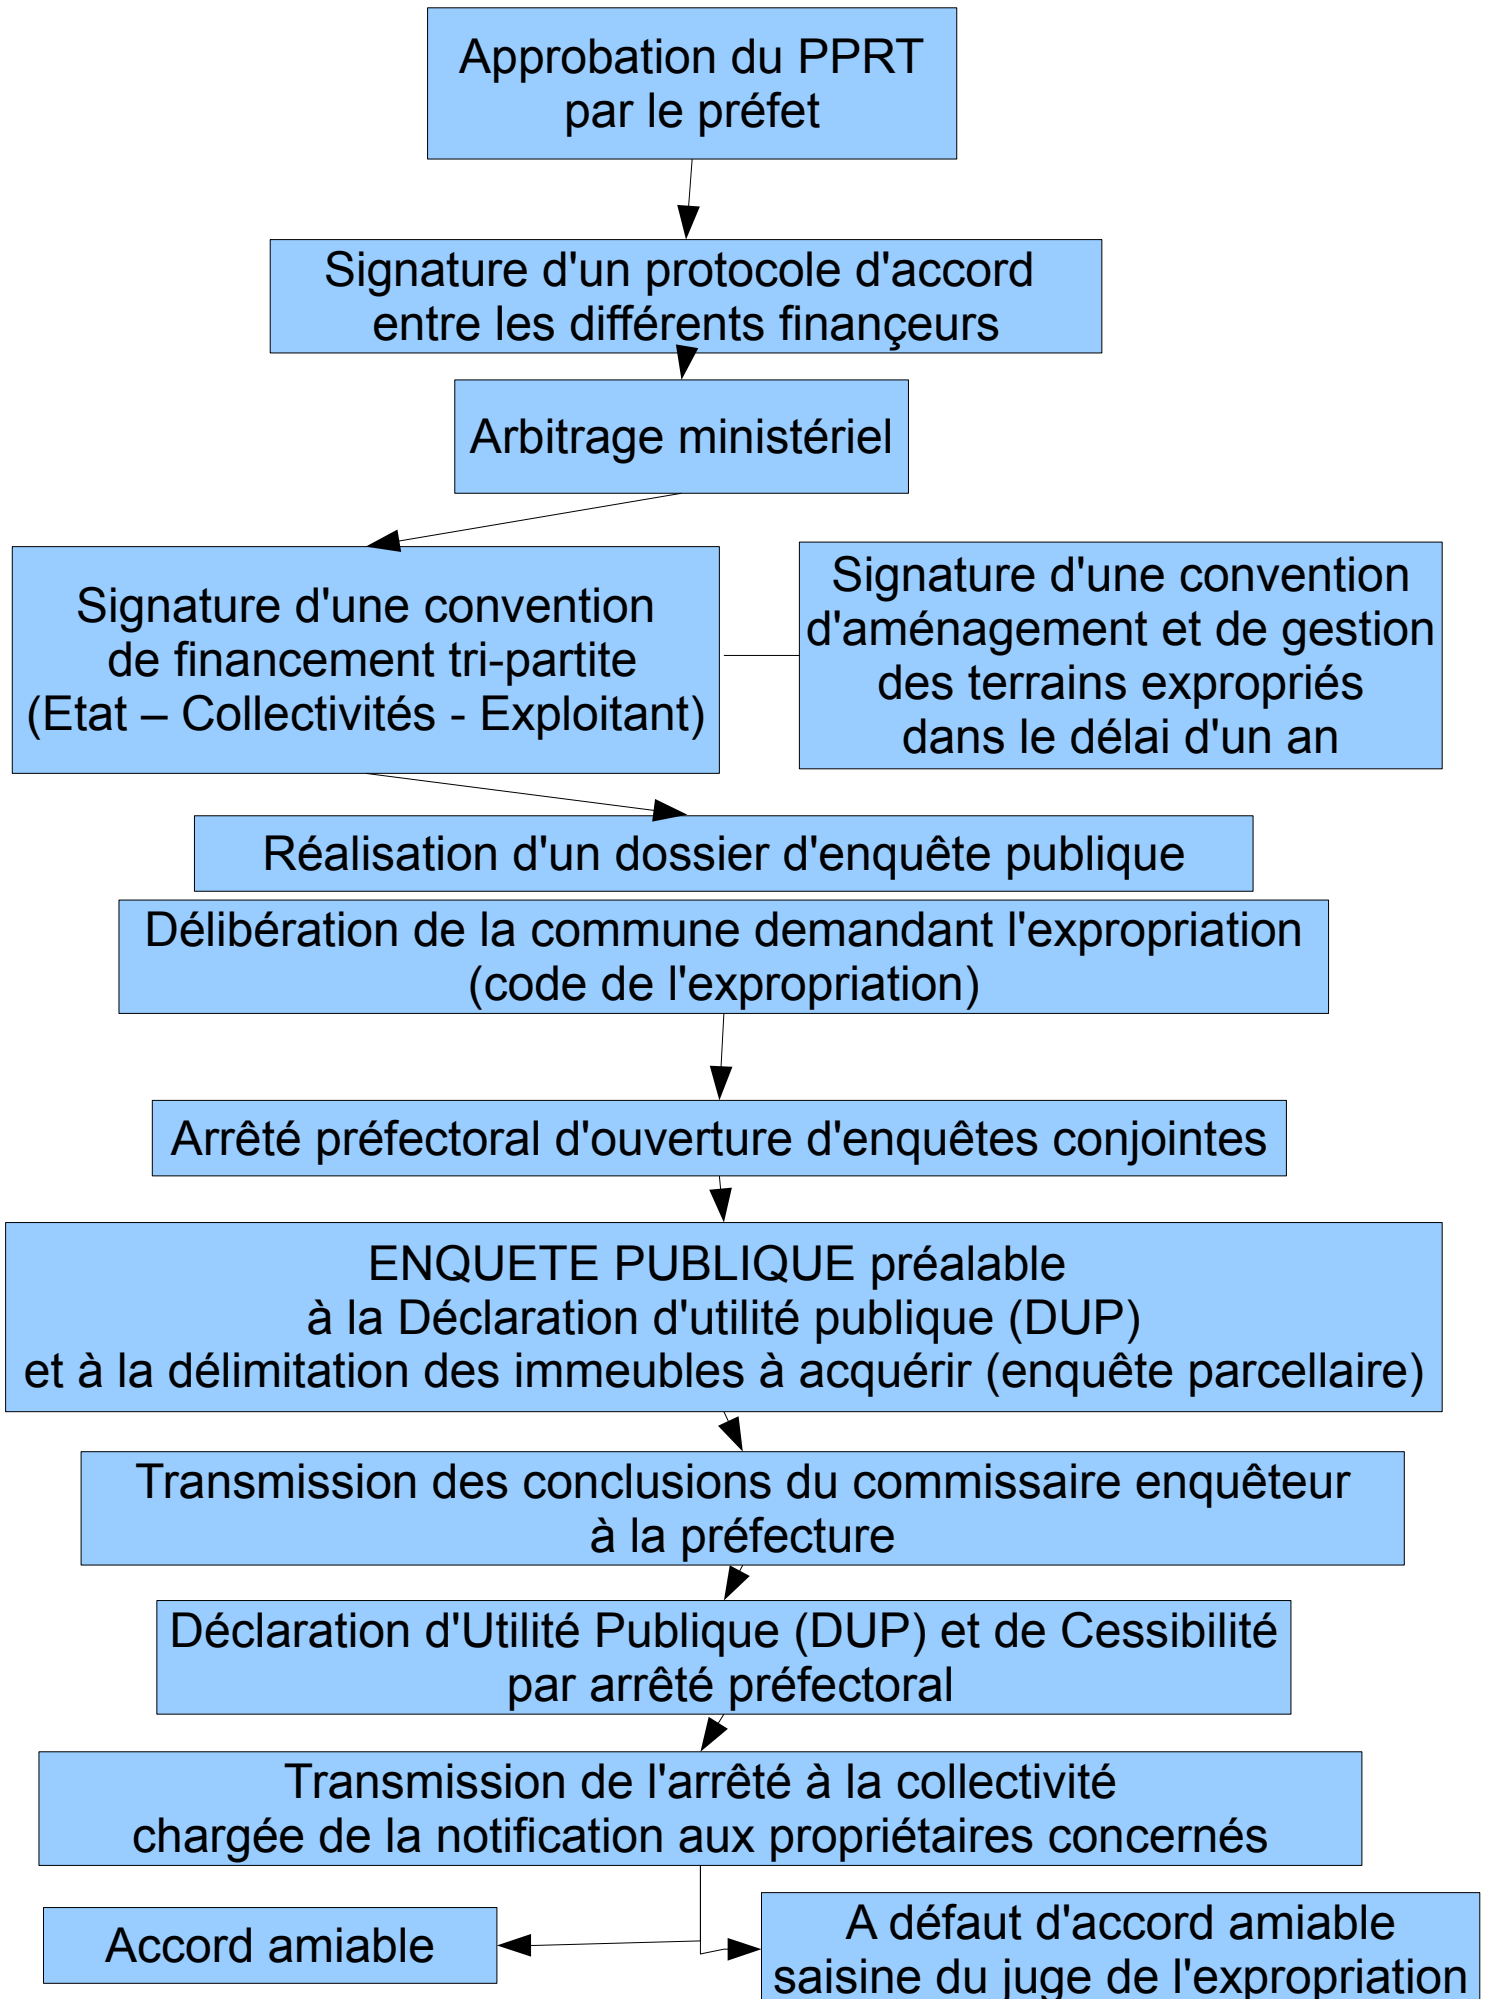 Approbation du PPRT
par le préfet
Signature d'un protocole d'accord
entre les différents finançeurs
Arbitrage ministériel
Signature d'une convention
de financement tri-partite
(Etat – Collectivités - Exploitant)
Signature d'une convention
d'aménagement et de gestion
des terrains expropriés
dans le délai d'un an
Réalisation d'un dossier d'enquête publique
Délibération de la commune demandant l'expropriation
(code de l'expropriation)
Arrêté préfectoral d'ouverture d'enquêtes conjointes
ENQUETE PUBLIQUE préalable
à la Déclaration d'utilité publique (DUP)
et à la délimitation des immeubles à acquérir (enquête parcellaire)
Transmission des conclusions du commissaire enquêteur
à la préfecture
Déclaration d'Utilité Publique (DUP) et de Cessibilité
par arrêté préfectoral
Transmission de l'arrêté à la collectivité
chargée de la notification aux propriétaires concernés
Accord amiable
A défaut d'accord amiable
saisine du juge de l'expropriation